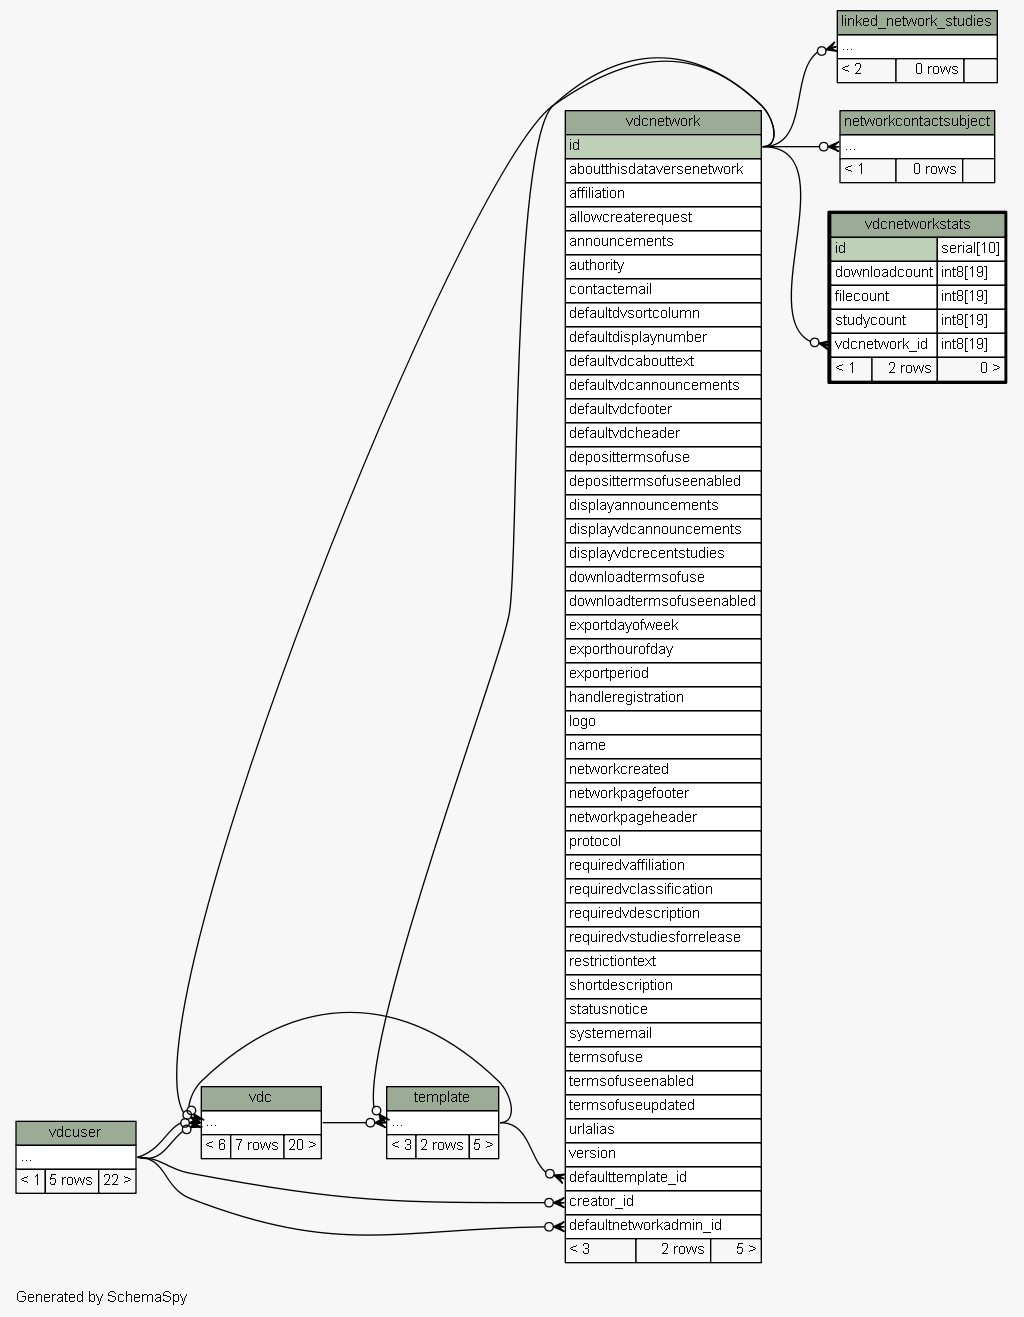 linked_network_studies
...
< 2 0 rows
networkcontactsubject
...
< 1 0 rows
vdcnetworkstats
id serial[10]
downloadcount int8[19]
filecount int8[19]
studycount int8[19]
vdcnetwork_id int8[19]
< 1 2 rows 0 >
vdcnetwork
id
aboutthisdataversenetwork
affiliation
allowcreaterequest
announcements
authority
contactemail
defaultdvsortcolumn
defaultdisplaynumber
defaultvdcabouttext
defaultvdcannouncements
defaultvdcfooter
defaultvdcheader
deposittermsofuse
deposittermsofuseenabled
displayannouncements
displayvdcannouncements
displayvdcrecentstudies
downloadtermsofuse
downloadtermsofuseenabled
exportdayofweek
exporthourofday
exportperiod
handleregistration
logo
name
networkcreated
networkpagefooter
networkpageheader
protocol
requiredvaffiliation
requiredvclassification
requiredvdescription
requiredvstudiesforrelease
restrictiontext
shortdescription
statusnotice
systememail
termsofuse
termsofuseenabled
termsofuseupdated
urlalias
version
defaulttemplate_id
creator_id
defaultnetworkadmin_id
< 3 2 rows 5 >
vdc
...
< 6 7 rows 20 >
template
...
< 3 2 rows 5 >
vdcuser
...
< 1 5 rows 22 >
Generated by SchemaSpy